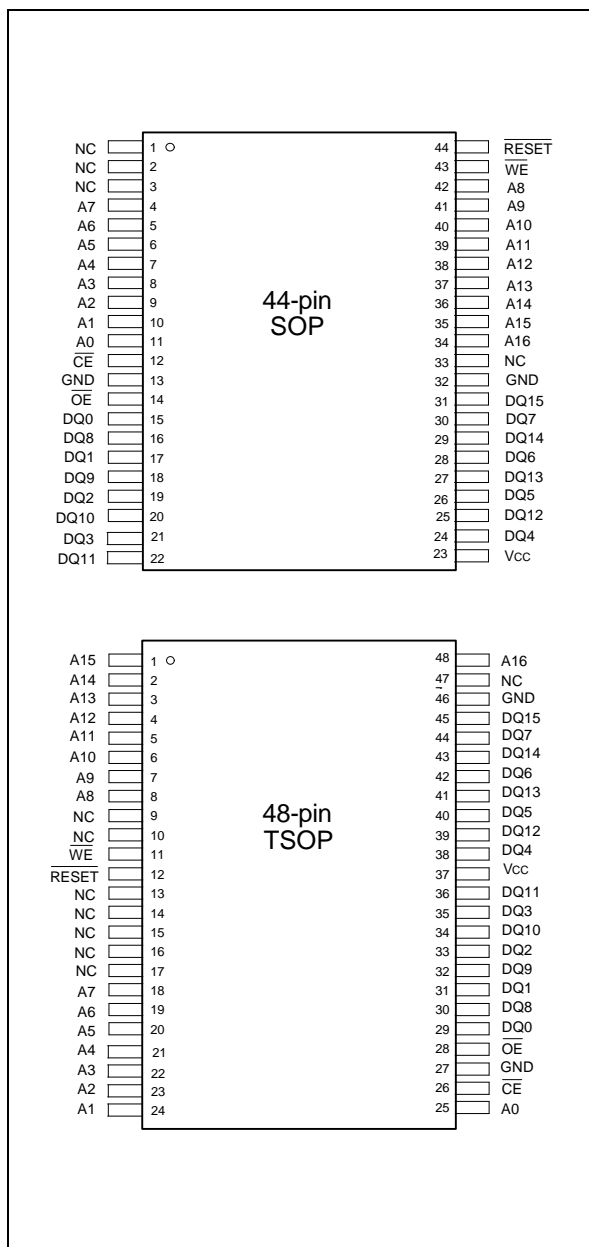 NC 1 44 RESET
NC 2 43 WE
NC 3 42 A8
A7 4 41 A9
A6 5 40 A10
A5 6 39 A11
A4 7 38 A12
A3 8 37 A13
A2 9 36 A14
A1 10 35 A15
A0 11 34 A16
CE 12 33 NC
GND 13 32 GND
OE 14 31 DQ15
DQ0 15 30 DQ7
DQ8 16 29 DQ14
DQ1 17 28 DQ6
DQ9 18 27 DQ13
DQ2 19 26 DQ5
DQ10 20 25 DQ12
DQ3 21 24 DQ4
DQ11 22 23 VCC
44-pin
SOP
A15 1 48 A16
A14 2 47 NC
A13 3 46 GND
A12 4 45 DQ15
A11 5 44 DQ7
A10 6 43 DQ14
A9 7 42 DQ6
A8 8 41 DQ13
NC 9 40 DQ5
NC 10 39 DQ12
WE 11 38 DQ4
RESET 12 37 VCC
NC 13 36 DQ11
NC 14 35 DQ3
NC 15 34 DQ10
NC 16 33 DQ2
NC 17 32 DQ9
A7 18 31 DQ1
A6 19 30 DQ8
A5 20 29 DQ0
A4 21 28 OE
A3 22 27 GND
A2 23 26 CE
A1 24 25 A0
48-pin
TSOP